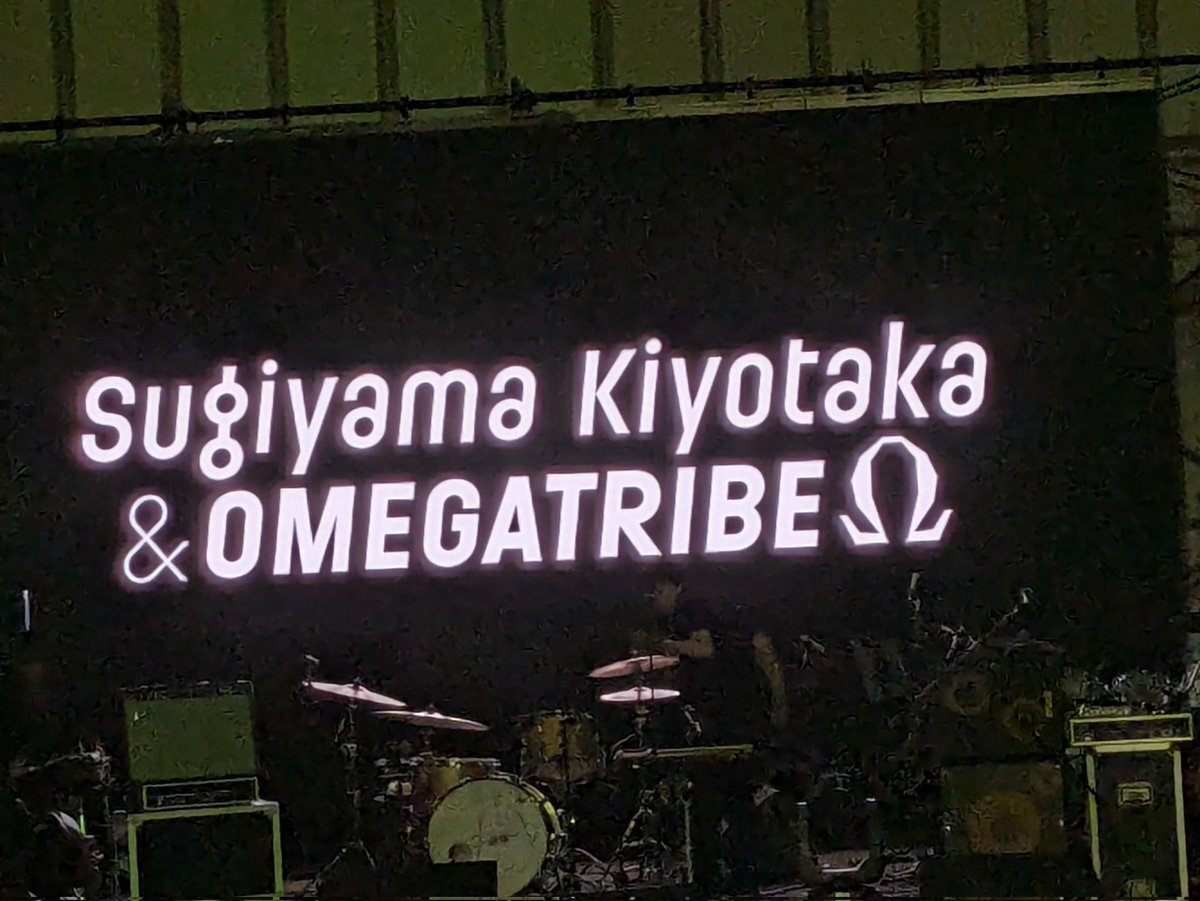 Sugiyama Kiyotaka
& OMEGATRIBE Ω